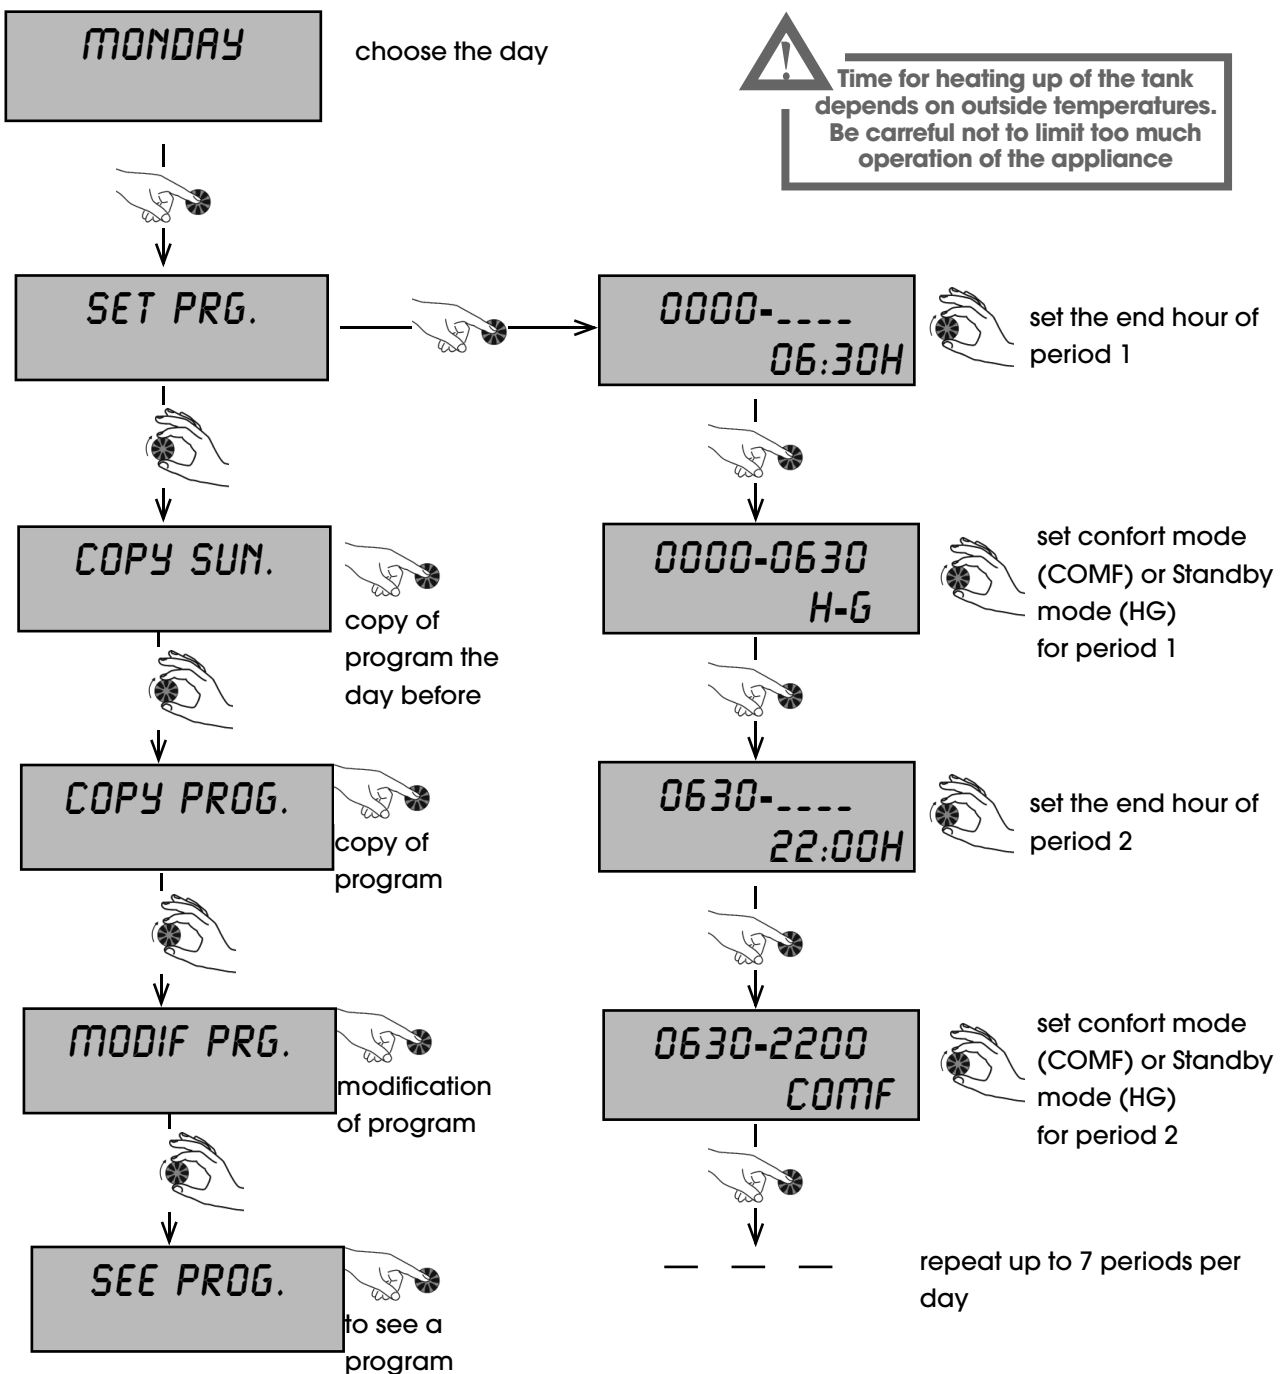 MONDAY
choose the day
Time for heating up of the tank
depends on outside temperatures.
Be carreful not to limit too much
operation of the appliance
SET PRG.
0000-____
06:30H
set the end hour of
period 1
COPY SUN.
copy of
program the
day before
0000-0630
H-G
set confort mode
(COMF) or Standby
mode (HG)
for period 1
COPY PROG.
copy of
program
0630-____
22:00H
set the end hour of
period 2
MODIF PRG.
modification
of program
0630-2200
COMF
set confort mode
(COMF) or Standby
mode (HG)
for period 2
SEE PROG.
to see a
program
repeat up to 7 periods per
day